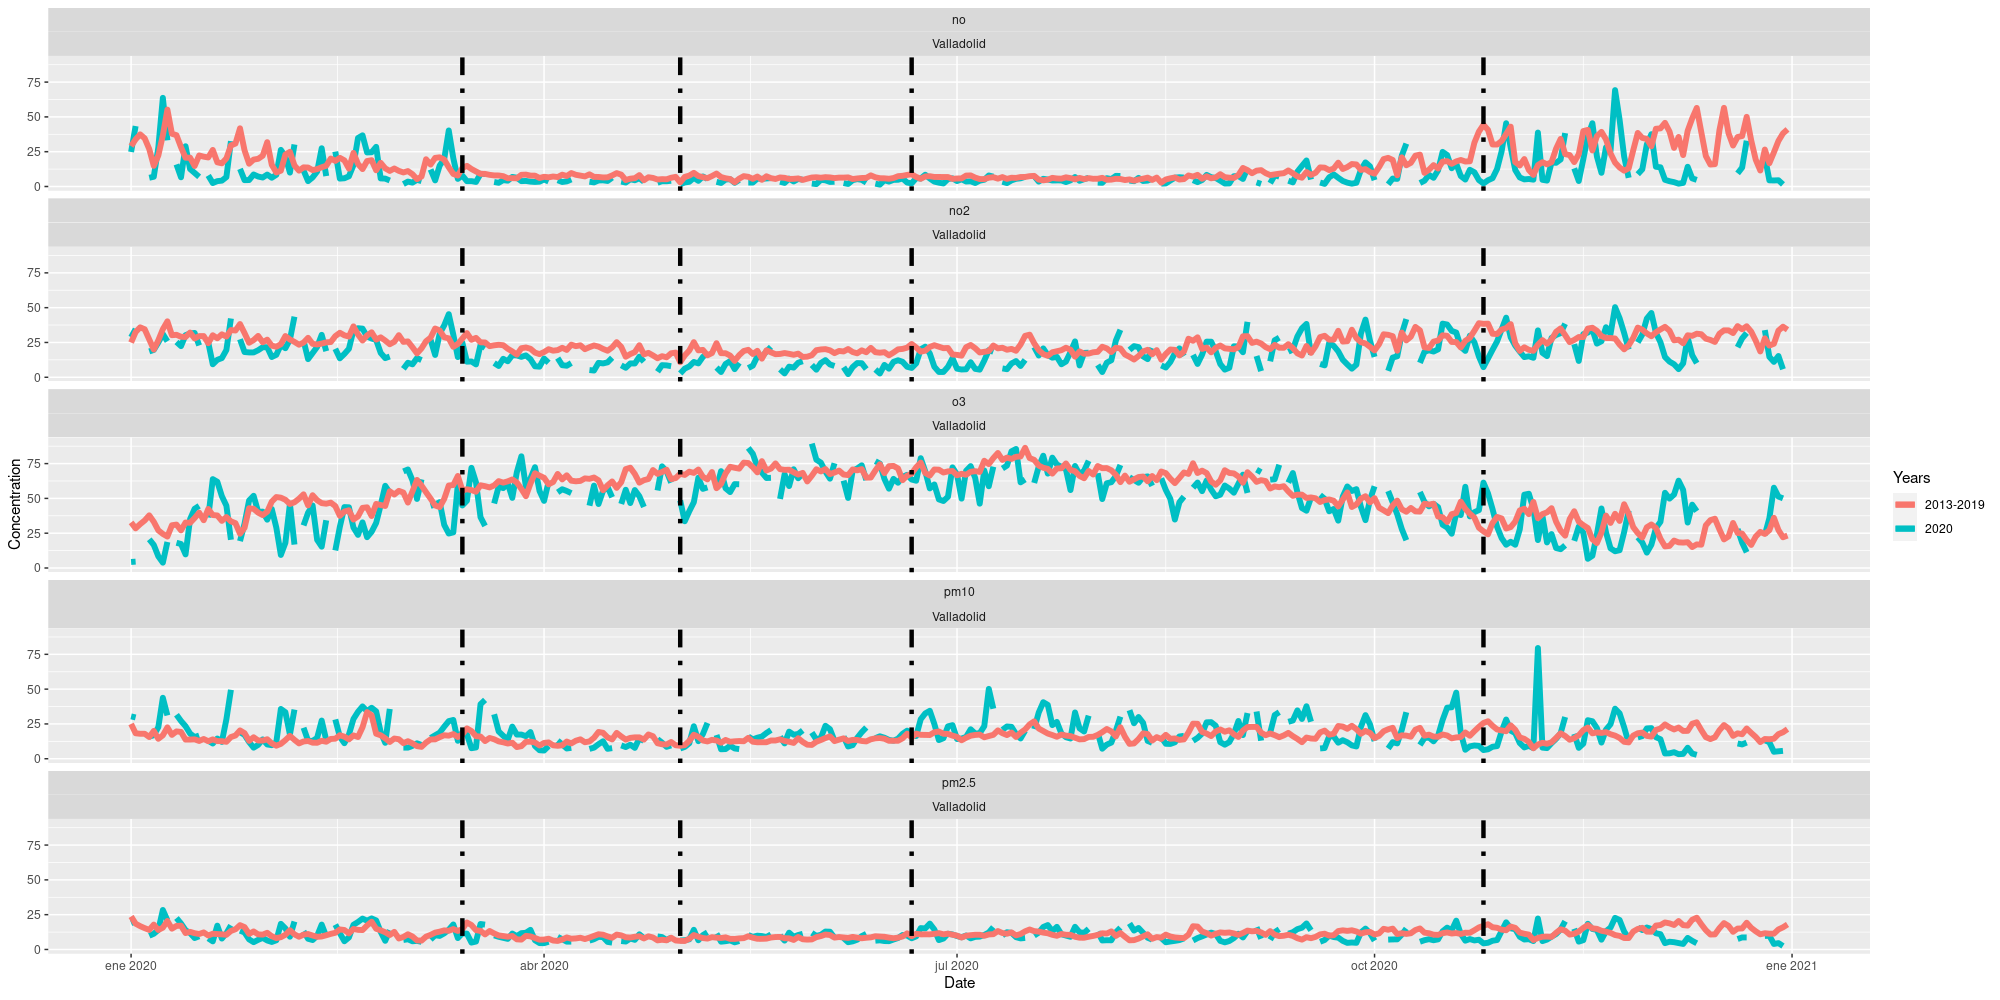 no
Valladolid
75
50
25
0
no2
Valladolid
75
50
25
0
o3
Valladolid
75
50
25
0
pm10
Valladolid
75
50
25
0
pm2.5
Valladolid
75
50
25
0
ene 2020
abr 2020
jul 2020
oct 2020
ene 2021
Date
Concentration
Years
2013-2019
2020